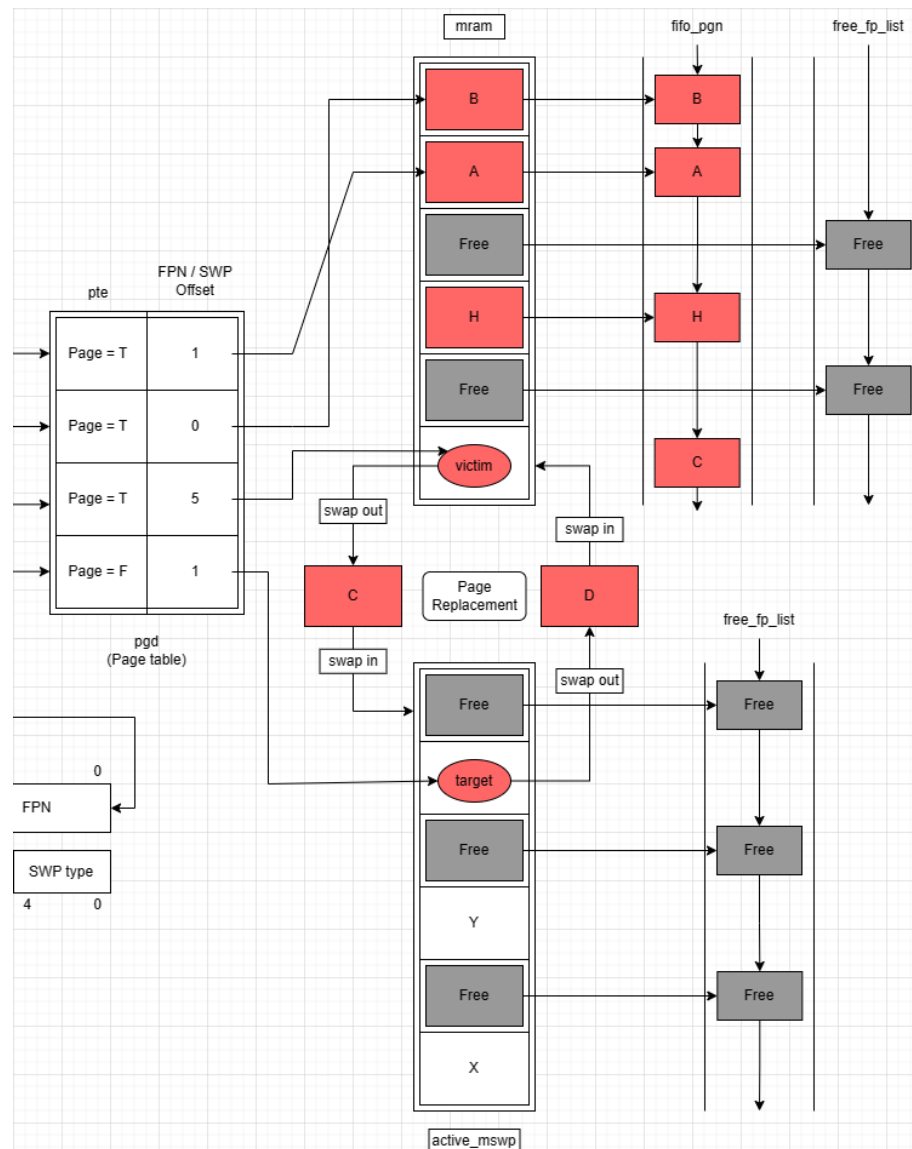 mram
fifo_pgn
free_fp_list
B
B
A
A
Free
Free
FPN / SWP
Offset
pte
H
H
Page = T
1
Free
Free
Page = T
0
victim
C
Page = T
5
swap out
swap in
Page = F
1
C
Page
Replacement
D
pgd
(Page table)
free_fp_list
swap in
swap out
Free
Free
0
target
FPN
Free
Free
SWP type
4
0
Y
Free
Free
X
active_mswp